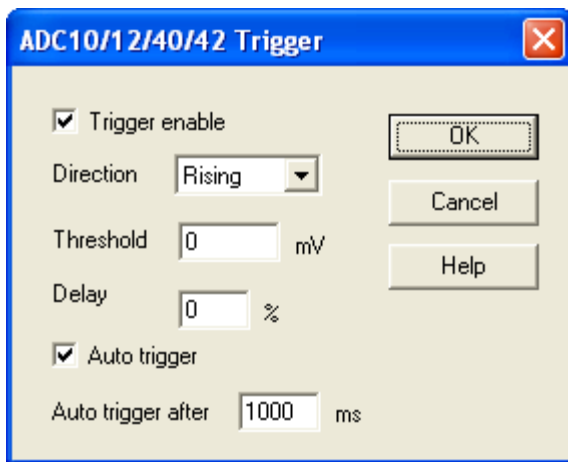 ADC10/12/40/42 Trigger
Trigger enable
OK
Direction Rising
Cancel
Threshold 0 mV
Help
Delay 0 %
Auto trigger
Auto trigger after 1000 ms